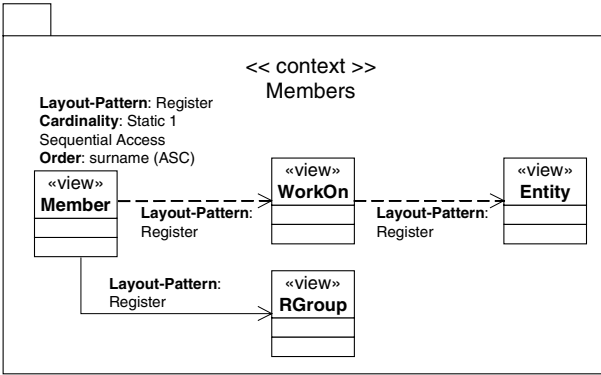 << context >>
Members
Layout-Pattern: Register
Cardinality: Static 1
Sequential Access
Order: surname (ASC)
«view»
Member
Layout-Pattern:
Register
«view»
WorkOn
Layout-Pattern:
Register
«view»
Entity
Layout-Pattern:
Register
«view»
RGroup